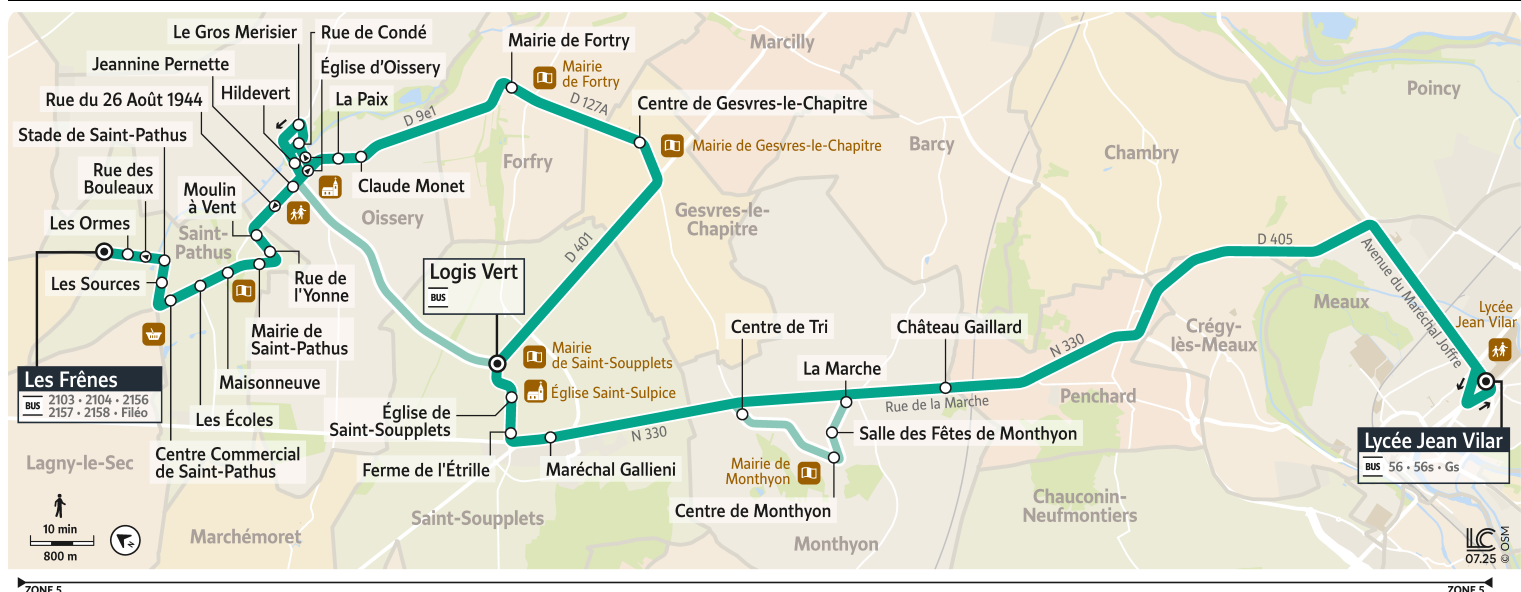 Le Gros Merisier
Rue de Condé
Jeannine Pernette
Église d'Oissery
Rue du 26 Août 1944
Hildevert
La Paix
Stade de Saint-Pathus
Rue des
Bouleaux
Moulin
à Vent
Les Ormes
Claude Monet
Mairie de Fortry
Mairie
de Fortry
D 9e1
D 127A
Centre de Gesvres-le-Chapitre
Mairie de Gesvres-le-Chapitre
Marcilly
Poincy
Barcy
Chambry
Forfry
Oissery
Gesvres-le-
Chapitre
Saint-
Pathus
D 401
D 405
Avenue du Maréchal Joffre
Les Sources
Rue de
l'Yonne
Logis Vert
BUS
Mairie de
Saint-Pathus
Mairie
de Saint-Soupplets
Église Saint-Sulpice
Centre de Tri
Château Gaillard
La Marche
N 330
Crégy-
lès-Meaux
Meaux
Lycée
Jean Vilar
Les Frênes
BUS
2103 • 2104 • 2156
2157 • 2158 • Filéo
Maisonneuve
Les Écoles
Église de
Saint-Soupplets
Rue de la Marche
Penchard
Centre Commercial
de Saint-Pathus
Ferme de l'Étrille
N 330
Maréchal Gallieni
Salle des Fêtes de Monthyon
Mairie de
Monthyon
Centre de Monthyon
Lycée Jean Vilar
BUS
56 • 56s • Gs
Lagny-le-Sec
Marchémoret
Saint-Soupplets
Monthyon
Chauconin-
Neufmontiers
10 min
800 m
LC
07.25
© OSM
ZONE 5
ZONE 5